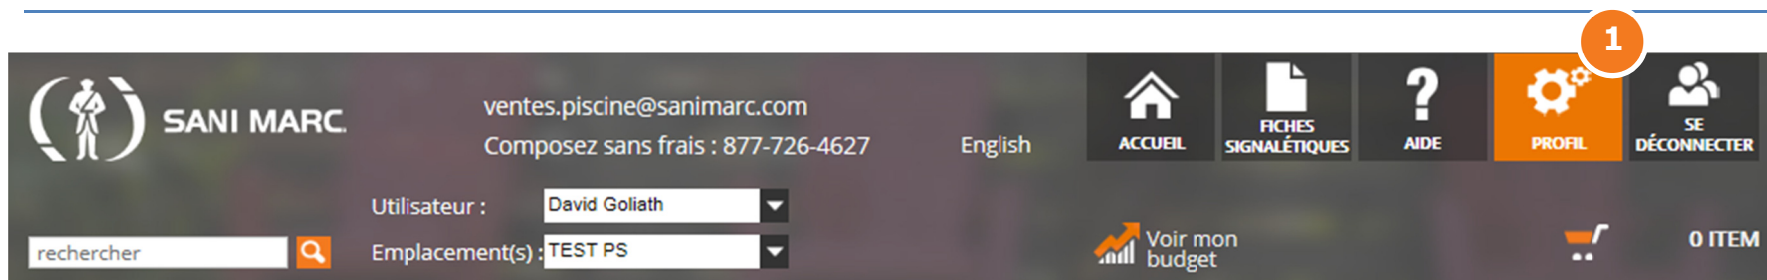 1
SANI MARC.
ventes.piscine@sanimarc.com
Composez sans frais : 877-726-4627
English
ACCUEIL
FICHES
SIGNALÉTIQUES
AIDE
PROFIL
SE
DÉCONNECTER
Utilisateur :
David Goliath
rechercher
Emplacement(s) :
TEST PS
Voir mon
budget
0 ITEM